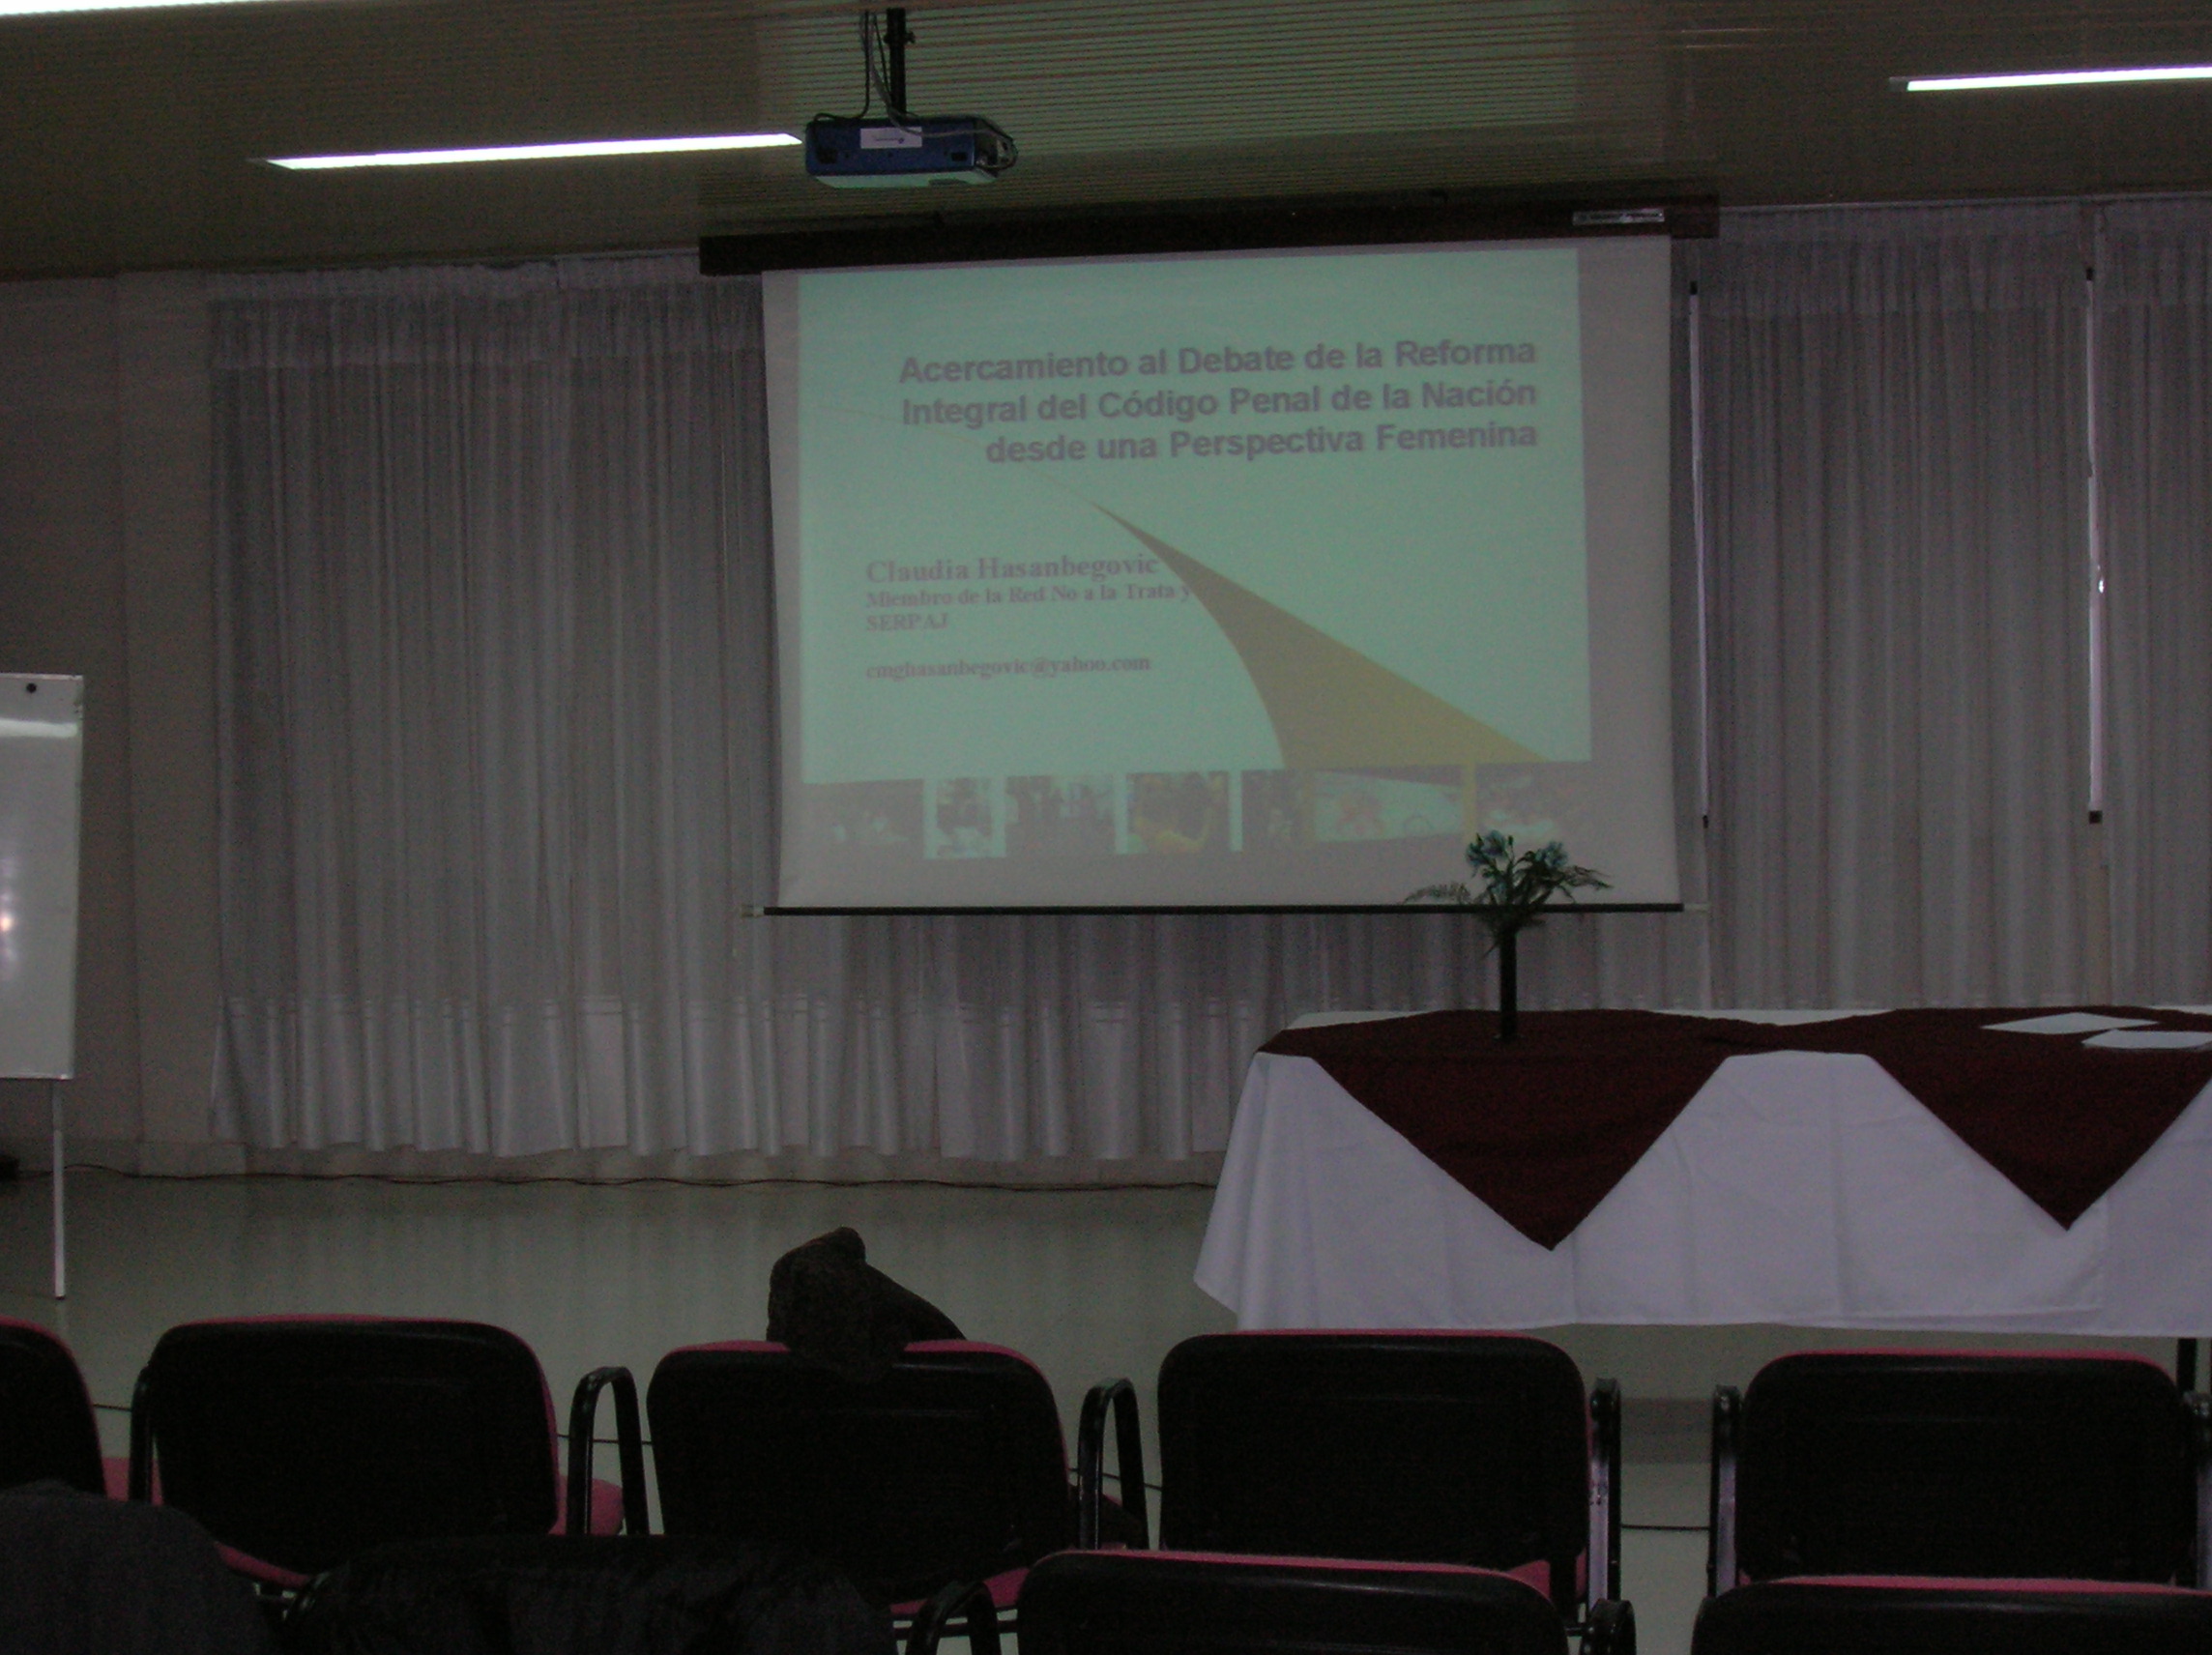 Acercamiento al Debate de la Reforma
Integral del Código Penal de la Nación
desde una Perspectiva Femenina
Claudia Hasanbegovic
Miembro de la Red No a la Trata y
SERPAJ
cmghasanbegovic@yahoo.com